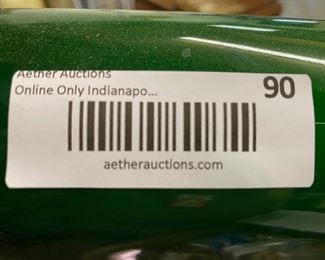 Aether Auctions
90
Online Only Indianapo...
aetherauctions.com